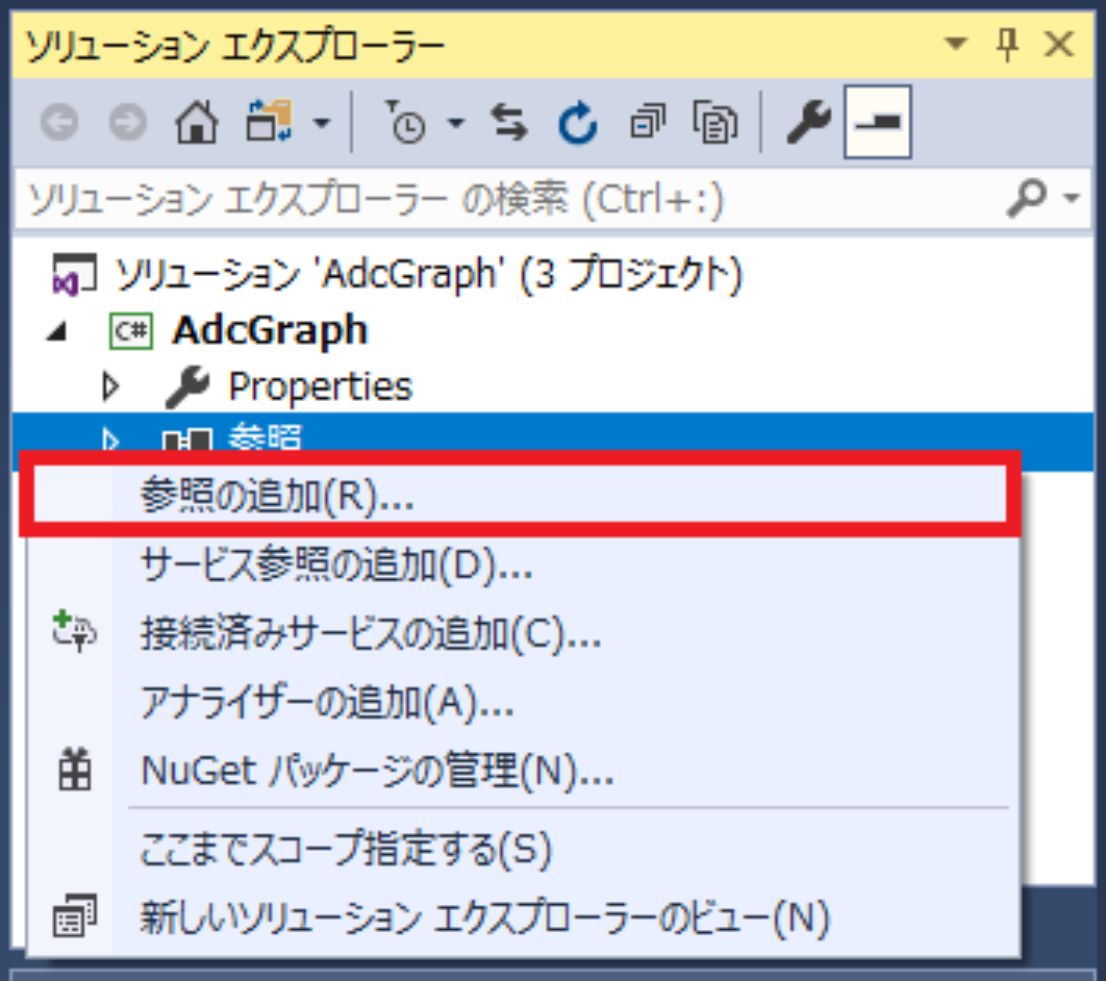 ソリューション エクスプローラー
ソリューション エクスプローラー の検索 (Ctrl+:)
ソリューション 'AdcGraph' (3 プロジェクト)
C# AdcGraph
Properties
参照
参照の追加(R)...
サービス参照の追加(D)...
接続済みサービスの追加(C)...
アナライザーの追加(A)...
NuGet パッケージの管理(N)...
ここまでスコープ指定する(S)
新しいソリューション エクスプローラーのビュー(N)